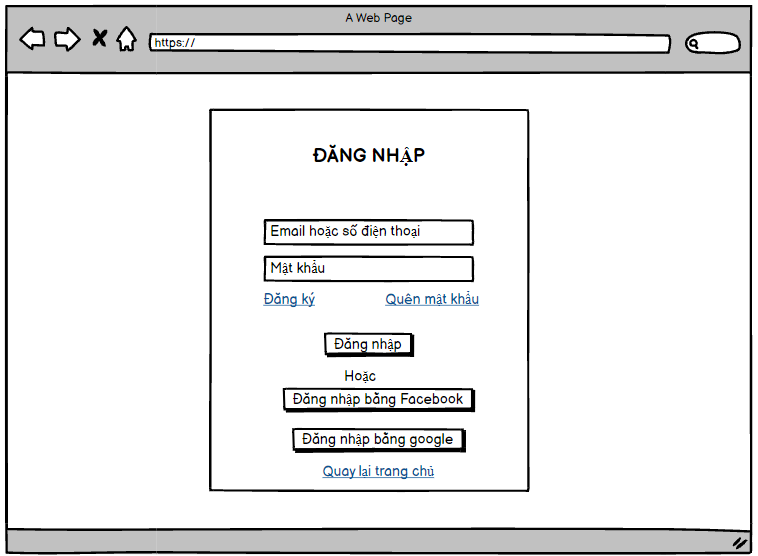 A Web Page
https://
ĐĂNG NHẬP
Email hoặc số điện thoại
Mật khẩu
Đăng ký Quên mật khẩu
Đăng nhập
Hoặc
Đăng nhập bằng Facebook
Đăng nhập bằng google
Quay lại trang chủ